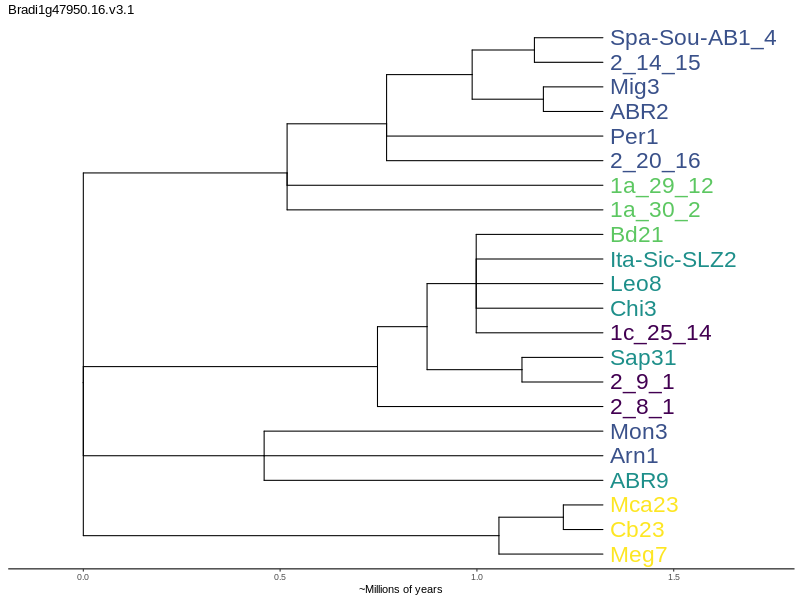 Bradi1g47950.16.v3.1
Spa-Sou-AB1_4
2_14_15
Mig3
ABR2
Per1
2_20_16
1a_29_12
1a_30_2
Bd21
Ita-Sic-SLZ2
Leo8
Chi3
1c_25_14
Sap31
2_9_1
2_8_1
Mon3
Arn1
ABR9
Mca23
Cb23
Meg7
0.0 0.5 1.0 1.5
~Millions of years